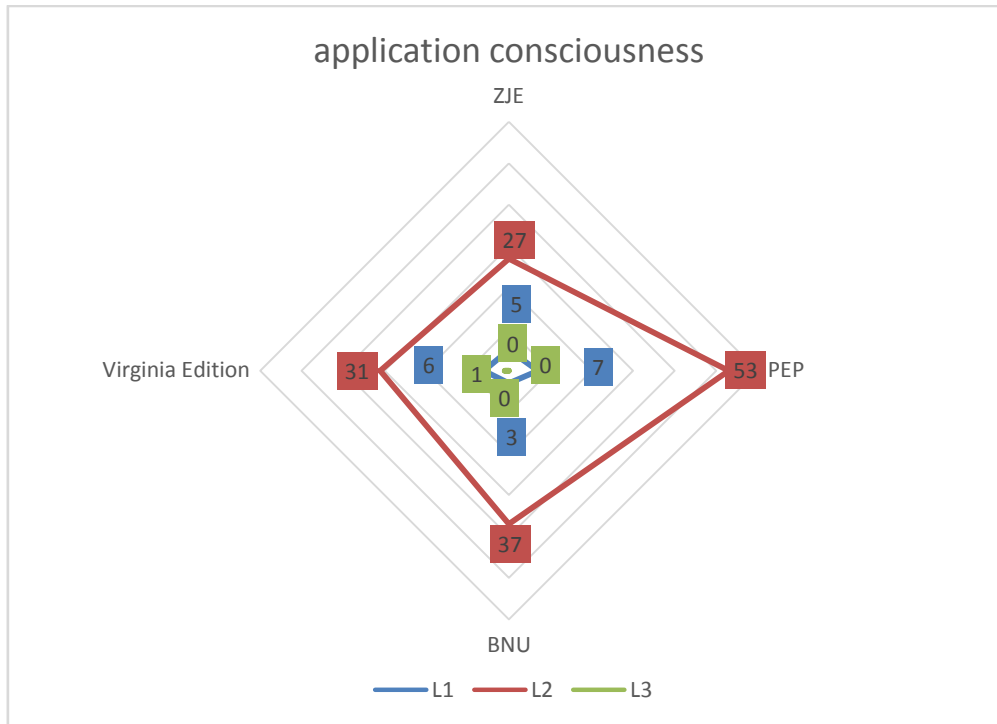 application consciousness
ZJE
27
5
0
Virginia Edition
31
6
1
0
7
53
PEP
0
3
37
BNU
L1
L2
L3